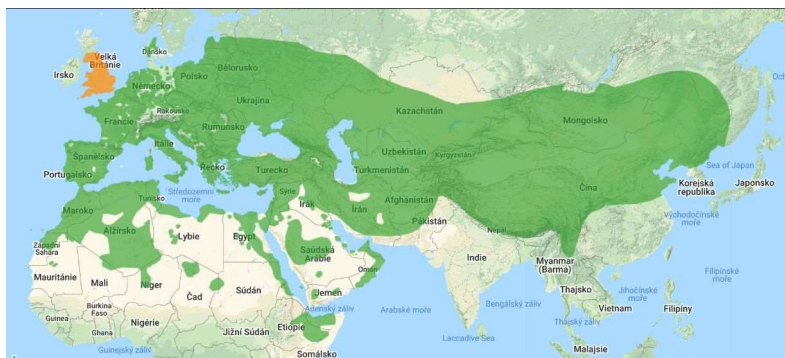 Dánsko
Velká
Británie
Irsko
Polsko
Bělorusko
Německo
Ukrajina
Rakousko
Francie
Rumunsko
Itálie
Kazachstán
Mongolsko
Španělsko
Portugalsko
Řecko
Turecko
Uzbekistán
Kyrgyzstán
Turkmenistán
Sea of Japan
Čína
Korejská
republika
Japonsko
Tunisko
Středozemní
moře
Sýrie
Irák
Írán
Afghánistán
Pákistán
Maroko
Alžírsko
Východočínské
moře
Západní
Sahara
Lybie
Egypt
Saúdská
Arábie
Nepál
Mauritánie
Mali
Niger
Čad
Súdán
Omán
Indie
Myanmar
(Barma)
Filipínské
moře
Jemen
Thajsko
Jihočínské
moře
Burkina
Faso
Guinea
Nigérie
Adenský záliv
Arabské moře
Bengálský záliv
Vietnam
Filipíny
Ghana
Jižní Súdán
Etiopie
Thajský záliv
Laccadive Sea
Guinejský záliv
Somálsko
Malajsie